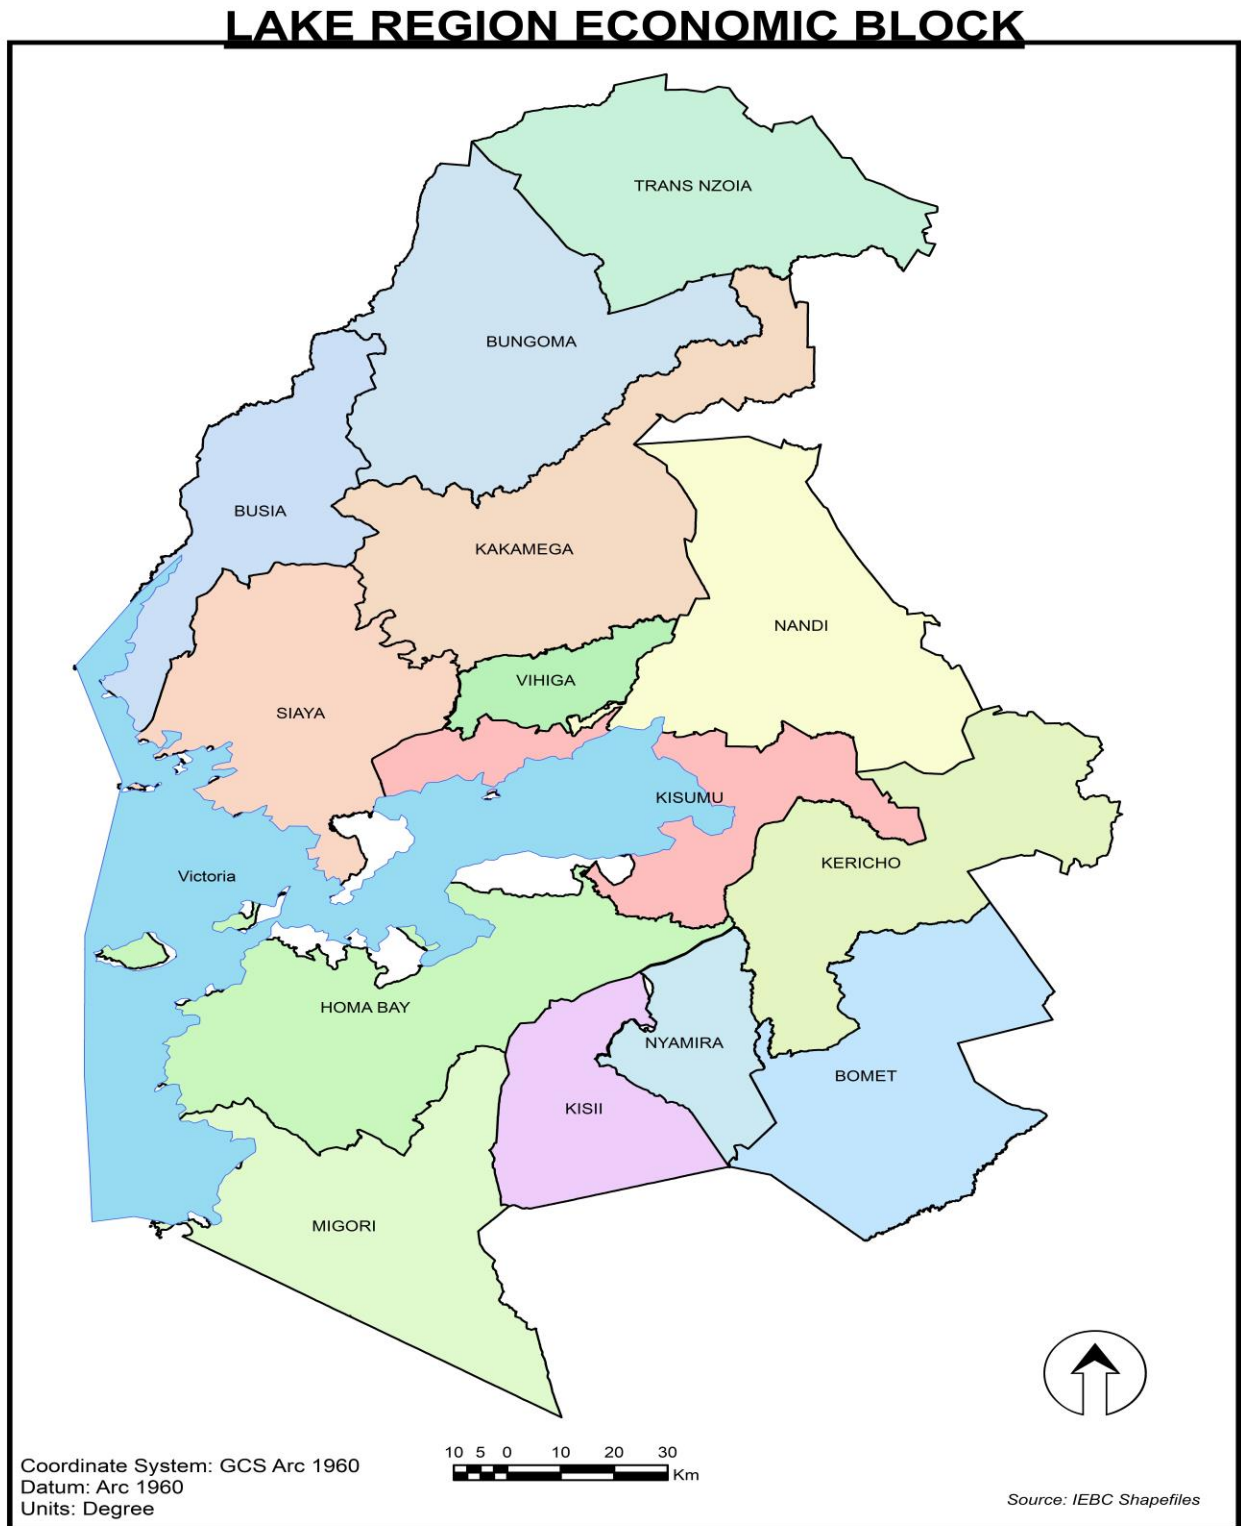 LAKE REGION ECONOMIC BLOCK
TRANS NZOIA
BUNGOMA
BUSIA
KAKAMEGA
NANDI
VIHIGA
SIAYA
KISUMU
KERICHO
Victoria
HOMA BAY
NYAMIRA
BOMET
KISII
MIGORI
10 5 0 10 20 30
Km
Coordinate System: GCS Arc 1960
Datum: Arc 1960
Units: Degree
Source: IEBC Shapefiles